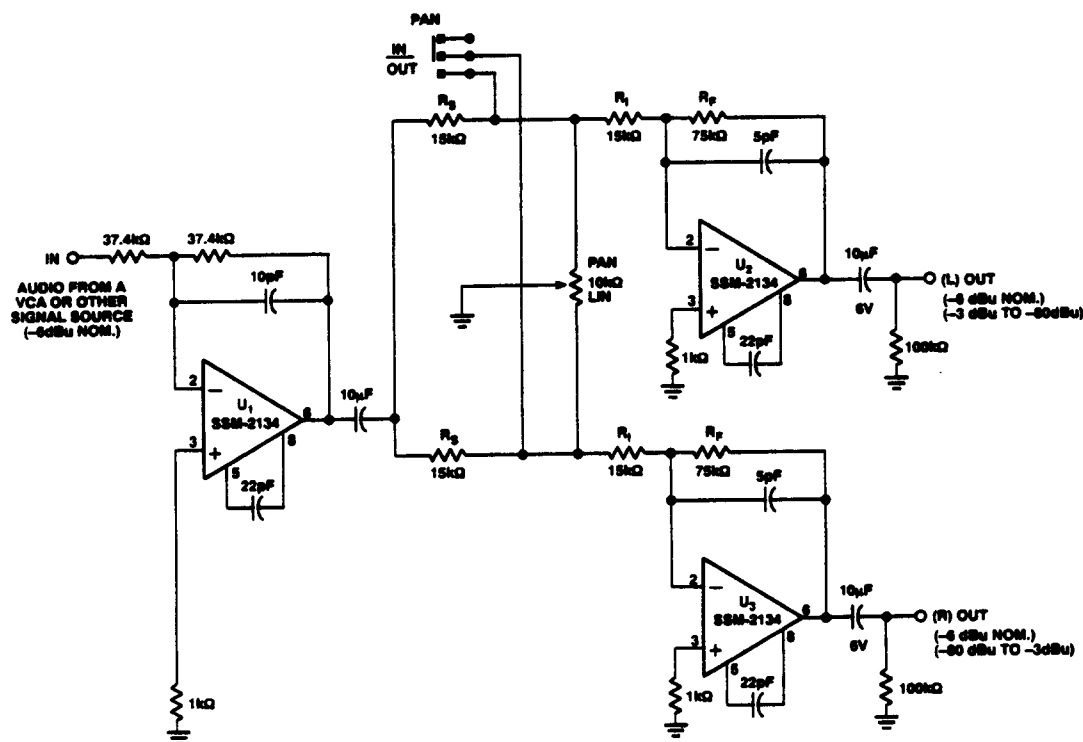 PAN
IN
OUT
RS
15kΩ
R1
15kΩ
RF
75kΩ
5pF
IN
37.4kΩ
37.4kΩ
10pF
AUDIO FROM A
VCA OR OTHER
SIGNAL SOURCE
(–6dBu NOM.)
PAN
10kΩ
LIN
2
U2
SSM-2134
6
3
5
8
22pF
1kΩ
10μF
6V
(L) OUT
(–6 dBu NOM.)
(–3 dBu TO –80dBu)
100kΩ
2
U1
SSM-2134
6
3
5
8
22pF
10μF
1kΩ
RS
15kΩ
R1
15kΩ
RF
75kΩ
5pF
2
U3
SSM-2134
6
3
5
8
22pF
1kΩ
10μF
6V
(R) OUT
(–6 dBu NOM.)
(–80 dBu TO –3dBu)
100kΩ